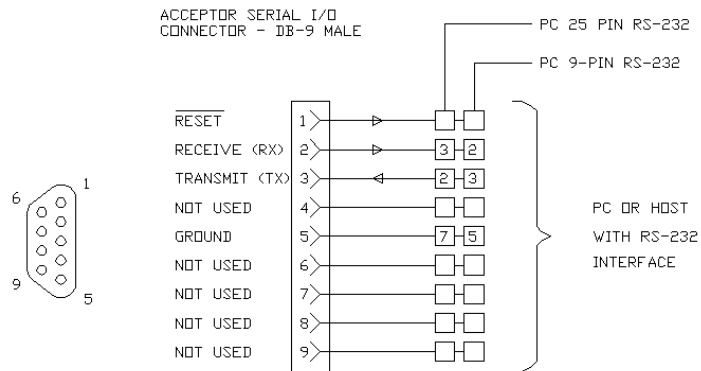 ACCEPTOR SERIAL I/O
CONNECTOR - DB-9 MALE
PC 25 PIN RS-232
PC 9-PIN RS-232
RESET 1
RECEIVE (RX) 2 3 2
TRANSMIT (TX) 3 2 3
NOT USED 4
GROUND 5 7 5
NOT USED 6
NOT USED 7
NOT USED 8
NOT USED 9
6 1
9 5
PC OR HOST
WITH RS-232
INTERFACE